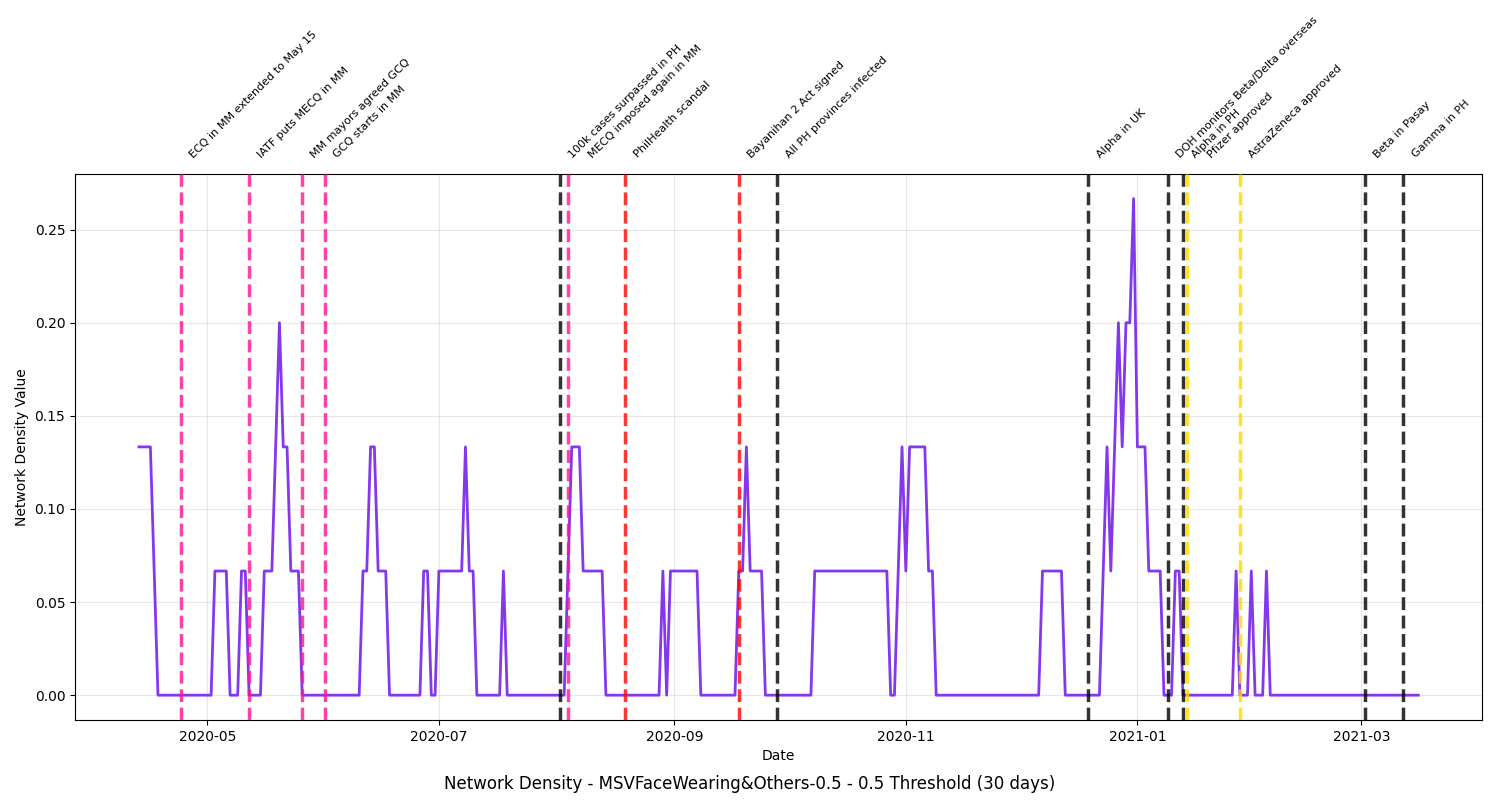 ECQ in MM extended to May 15
IATF puts MECQ in MM
MM mayors agreed GCQ
GCQ starts in MM
100k cases surpassed in PH
MECQ imposed again in MM
PhilHealth scandal
Bayanihan 2 Act signed
All PH provinces infected
Alpha in UK
DOH monitors Beta/Delta overseas
Alpha in PH
Pfizer approved
AstraZeneca approved
Beta in Pasay
Gamma in PH
Network Density Value
0.25
0.20
0.15
0.10
0.05
0.00
2020-05
2020-07
2020-09
2020-11
2021-01
2021-03
Date
Network Density - MSVFaceWearing&Others-0.5 - 0.5 Threshold (30 days)